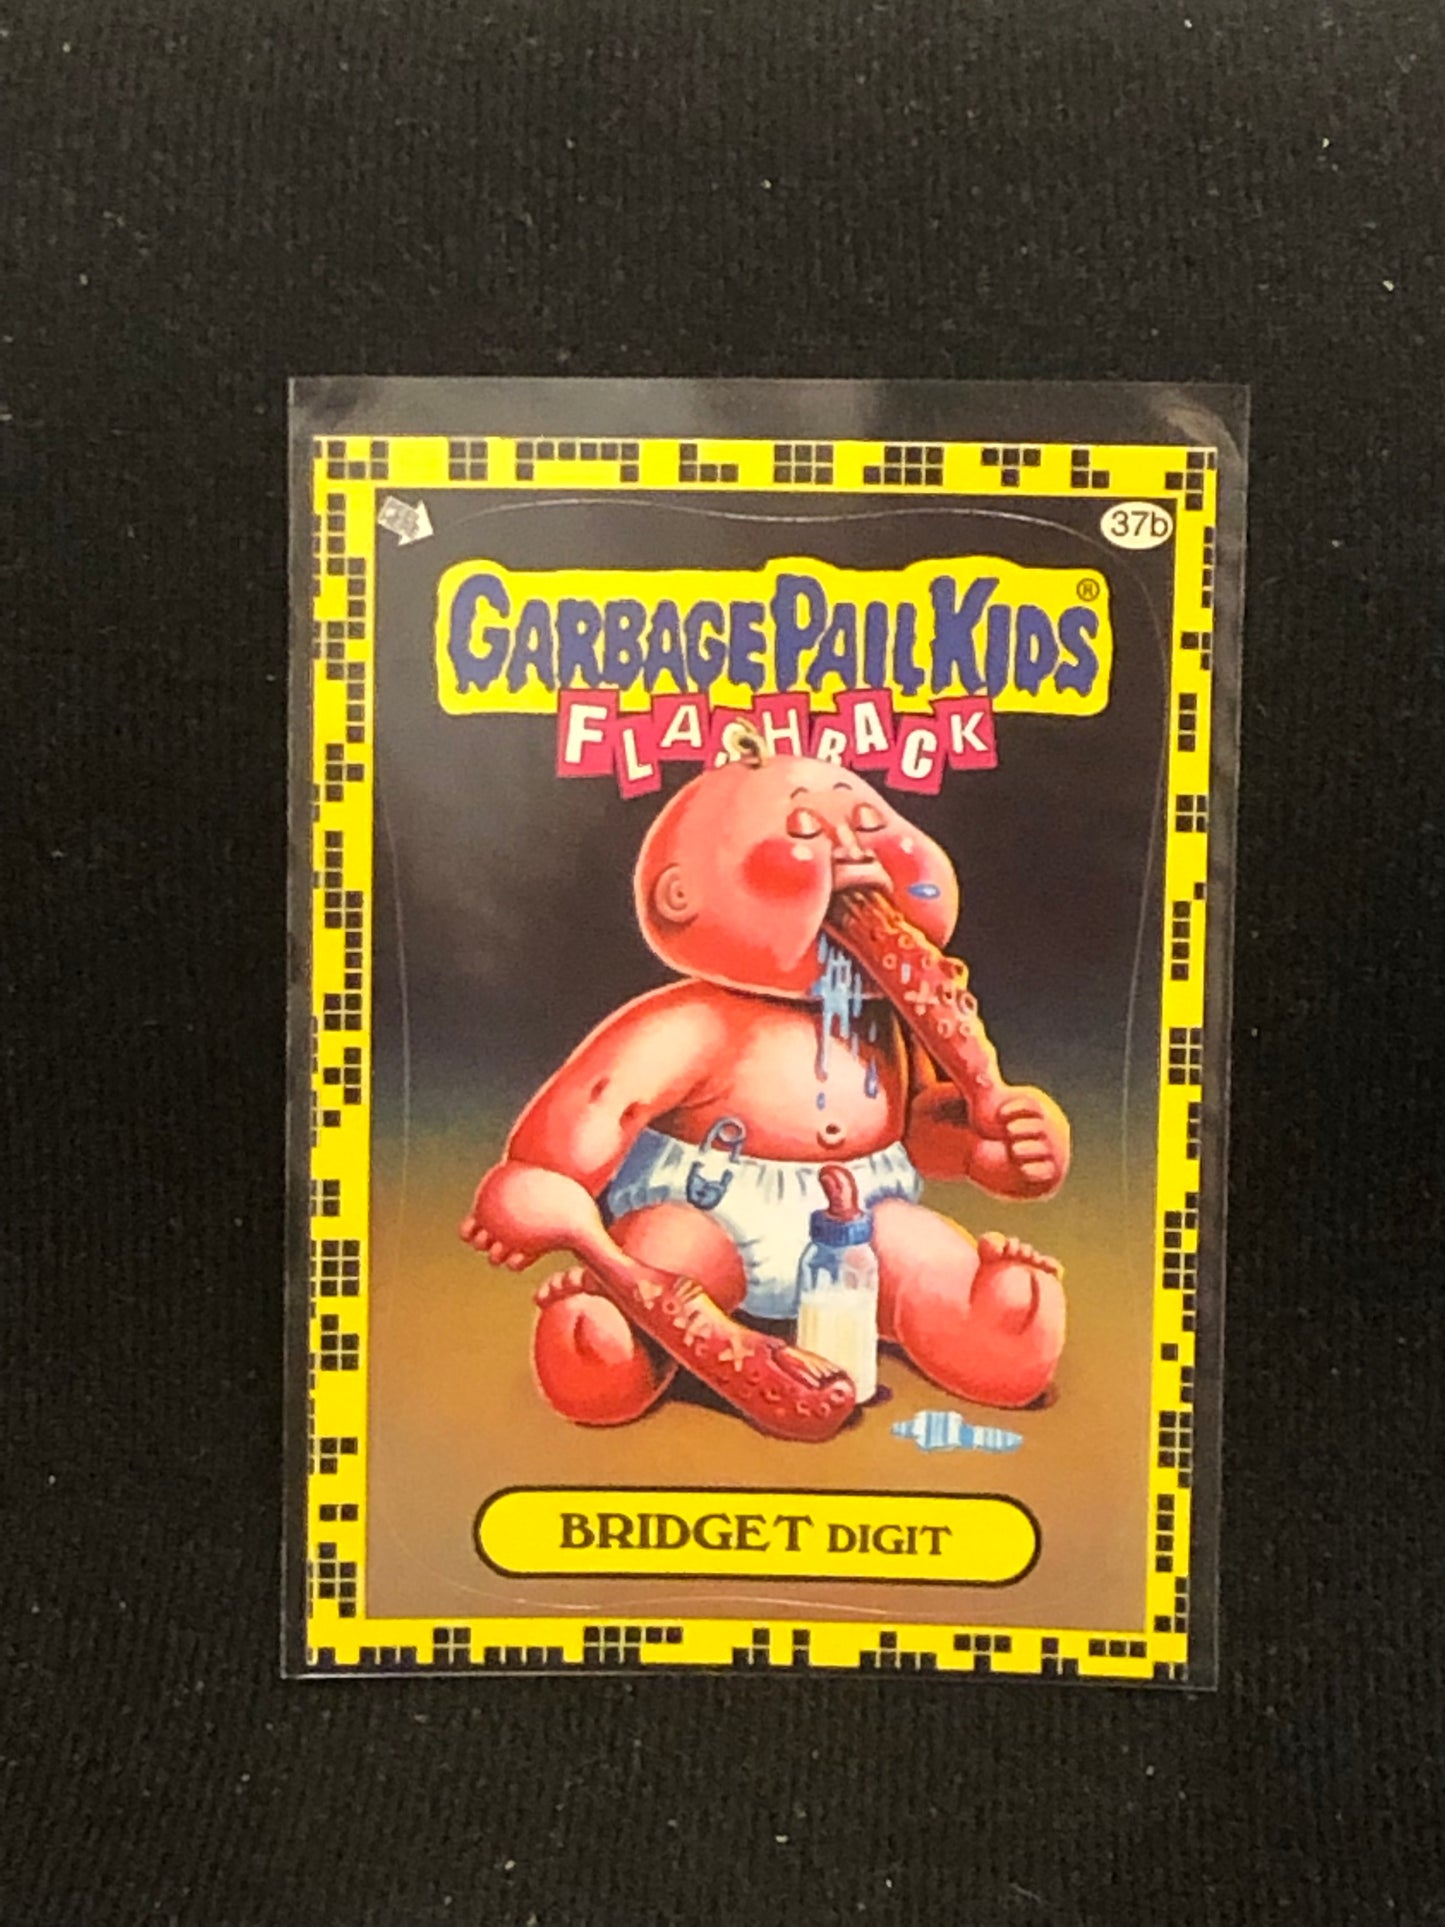 37b
GARBAGE PAIL KIDS®
FLASHBACK
BRIDGET DIGIT